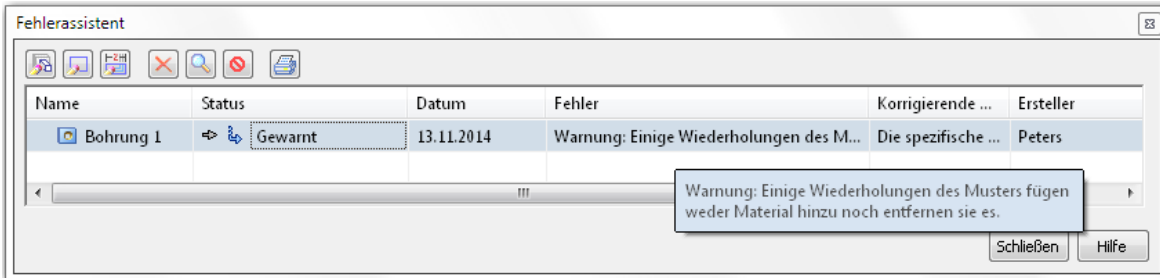 Fehlerassistent
Name Status Datum Fehler Korrigierende ... Ersteller
Bohrung 1 Gewarnt 13.11.2014 Warnung: Einige Wiederholungen des M... Die spezifische ... Peters
Warnung: Einige Wiederholungen des Musters fügen
weder Material hinzu noch entfernen sie es.
Schließen Hilfe